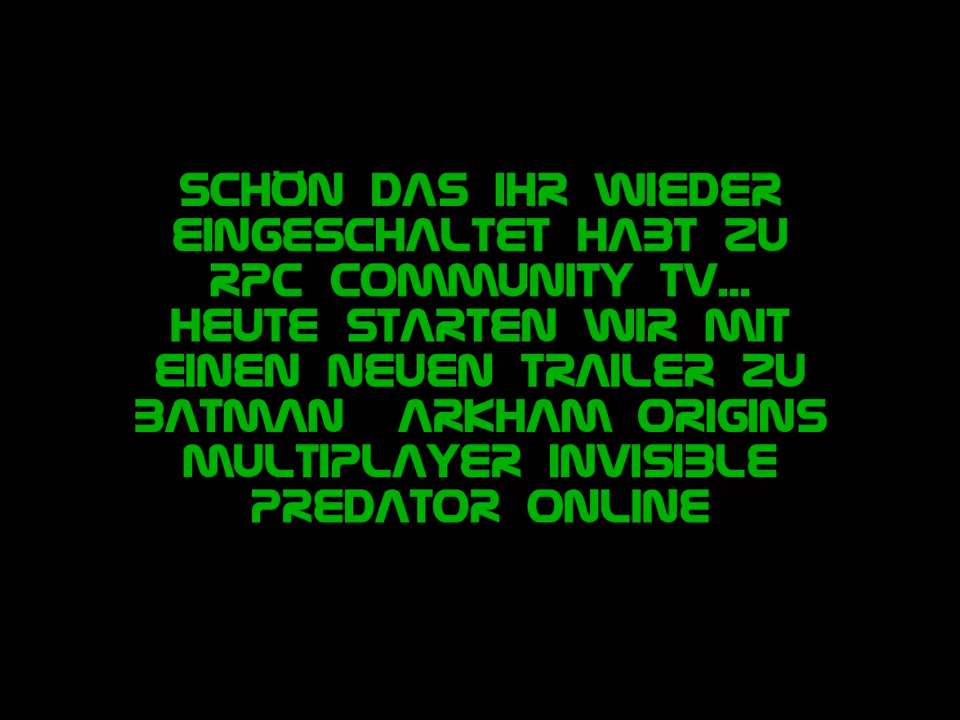 SCHÖN DAS IHR WIEDER
EINGESCHALTET HABT ZU
RPC COMMUNITY TV...
HEUTE STARTEN WIR MIT
EINEN NEUEN TRAILER ZU
BATMAN ARKHAM ORIGINS
MULTIPLAYER INVISIBLE
PREDATOR ONLINE